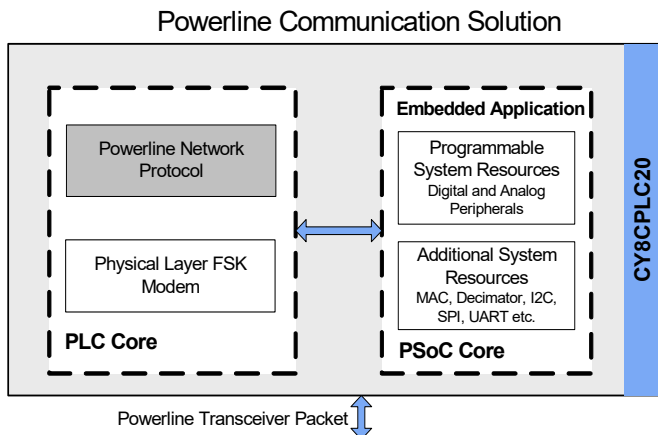 Powerline Communication Solution
Powerline Network
Protocol
Physical Layer FSK
Modem
PLC Core
Embedded Application
Programmable
System Resources
Digital and Analog
Peripherals
Additional System
Resources
MAC, Decimator, I2C,
SPI, UART etc.
PSoC Core
CY8CPLC20
Powerline Transceiver Packet